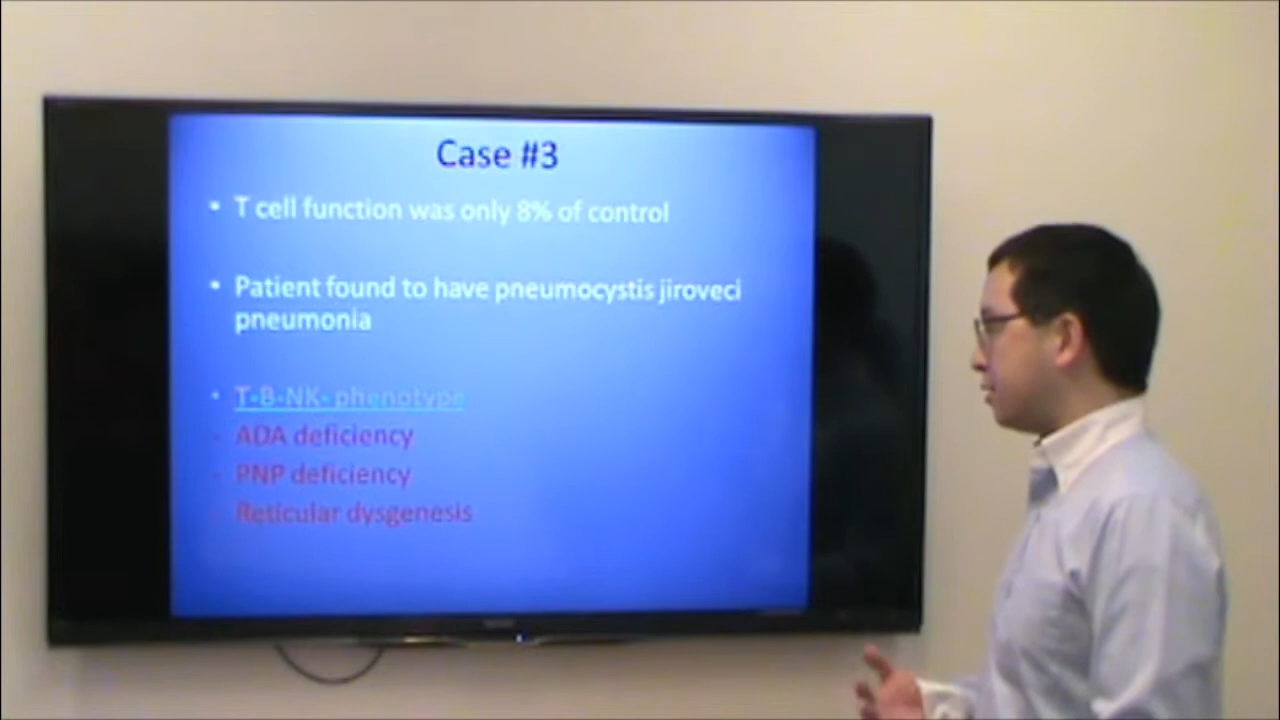 Case #3
• T cell function was only 8% of control
• Patient found to have pneumocystis jiroveci
pneumonia
• T-B-NK- phenotype
- ADA deficiency
- PNP deficiency
- Reticular dysgenesis